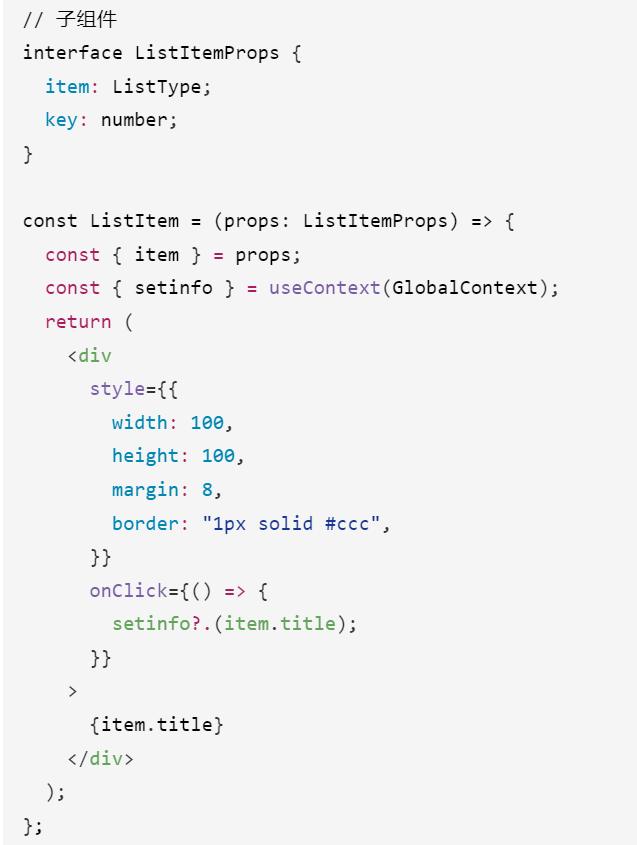 // 子组件
interface ListItemProps {
  item: ListType;
  key: number;
}

const ListItem = (props: ListItemProps) => {
  const { item } = props;
  const { setinfo } = useContext(GlobalContext);
  return (
    <div
      style={{
        width: 100,
        height: 100,
        margin: 8,
        border: "1px solid #ccc",
      }}
      onClick={() => {
        setinfo?.(item.title);
      }}
    >
      {item.title}
    </div>
  );
};